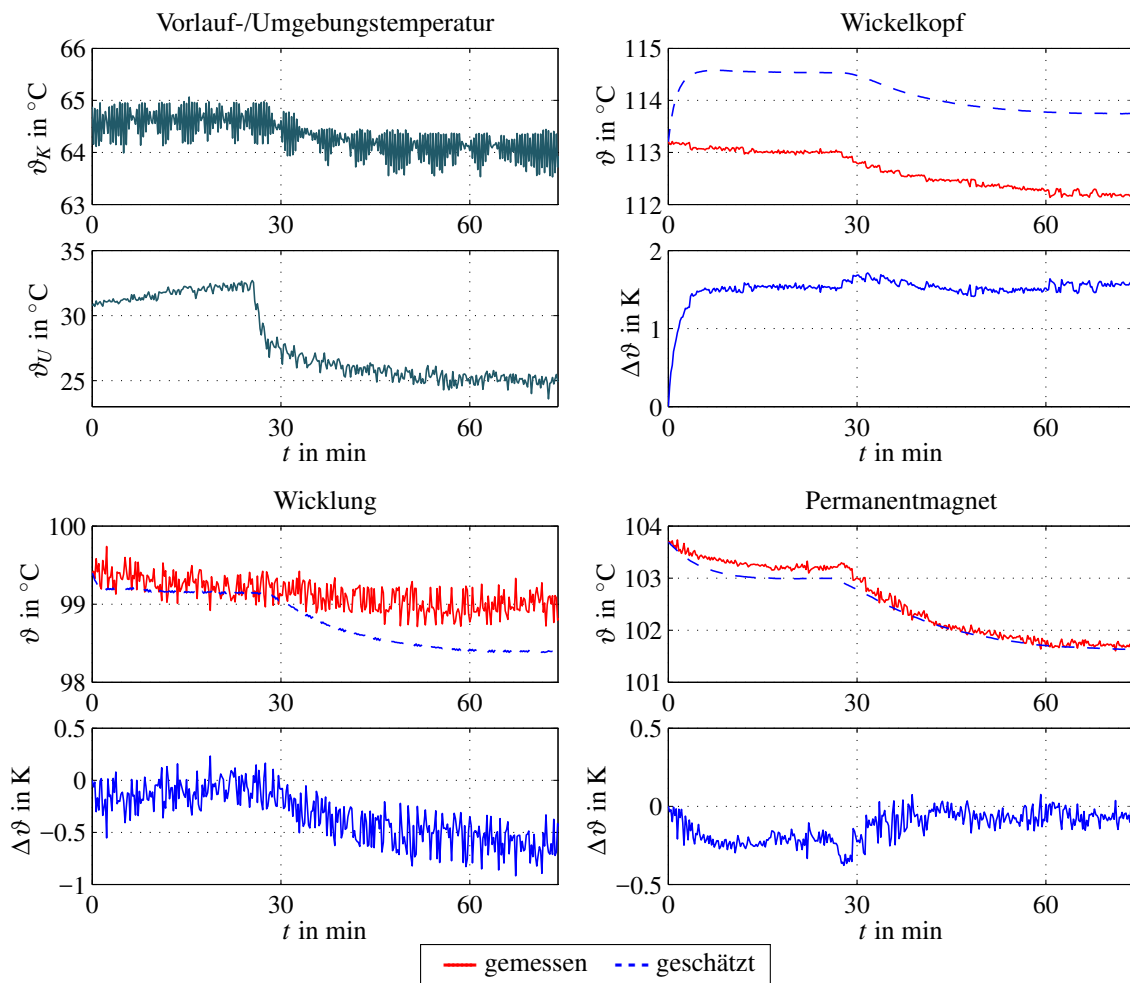 Vorlauf-/Umgebungstemperatur
66
65
64
63
ϑK in °C
0
30
60
35
30
25
ϑU in °C
0
30
60
t in min
Wickelkopf
115
114
113
112
ϑ in °C
0
30
60
2
1
0
Δϑ in K
0
30
60
t in min
Wicklung
100
99
98
ϑ in °C
0
30
60
0.5
0
−0.5
−1
Δϑ in K
0
30
60
t in min
Permanentmagnet
104
103
102
101
ϑ in °C
0
30
60
0.5
0
−0.5
Δϑ in K
0
30
60
t in min
gemessen
geschätzt